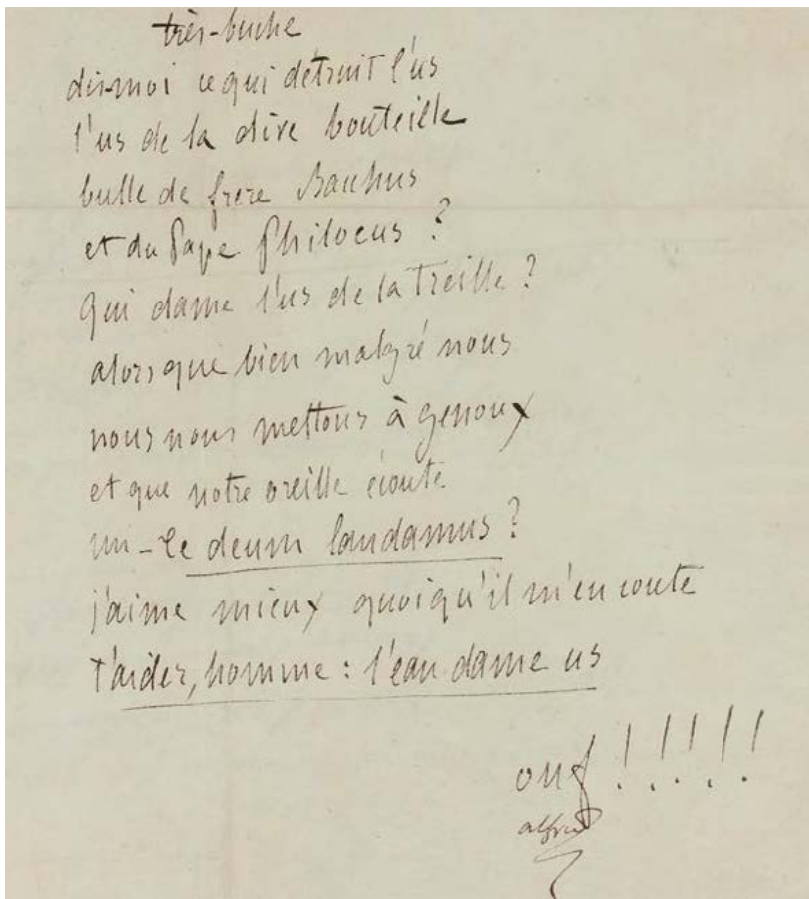 très-buche
dis-moi ce qui détruit l'us
l'us de la dive bouteille
bulle de frère Bacchus
et du Pape Philocus ?
qui dame l'us de la treille ?
alors que bien malgré nous
nous nous mettons à genoux
et que notre oreille écoute
un - te deum laudamus ?
j'aime mieux quoiqu'il m'en coute
t'aider, homme : l'eau dame us
ouf ! ! ! ! !
alfred